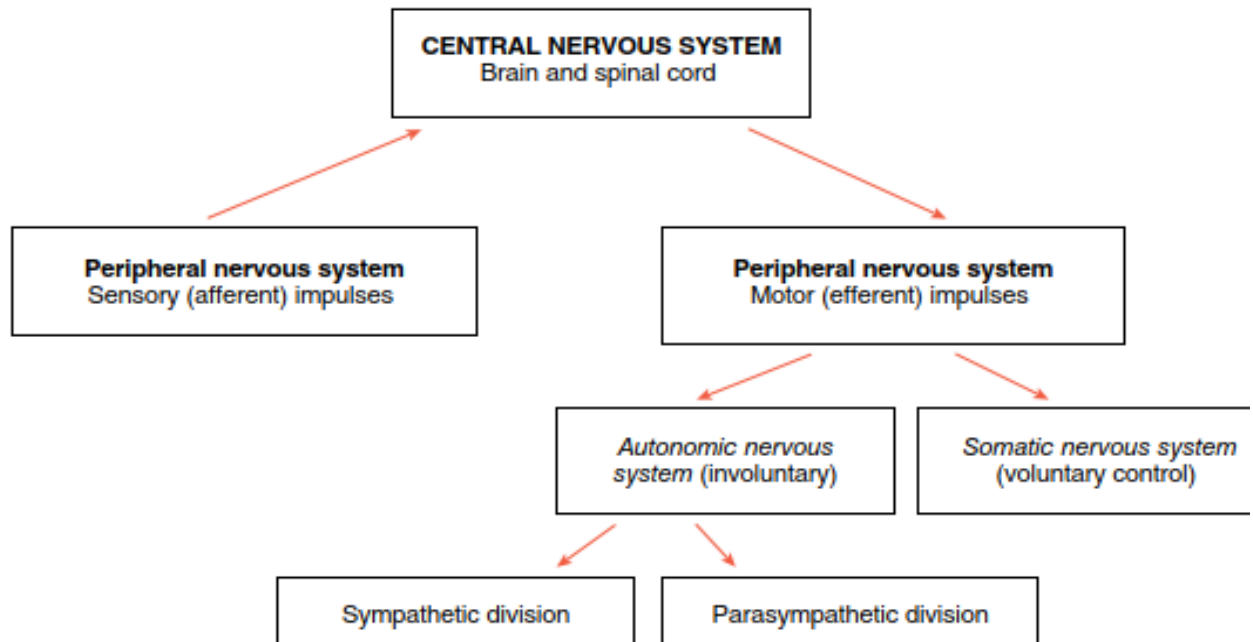 CENTRAL NERVOUS SYSTEM
Brain and spinal cord
Peripheral nervous system
Sensory (afferent) impulses
Peripheral nervous system
Motor (efferent) impulses
Autonomic nervous
system (involuntary)
Somatic nervous system
(voluntary control)
Sympathetic division
Parasympathetic division